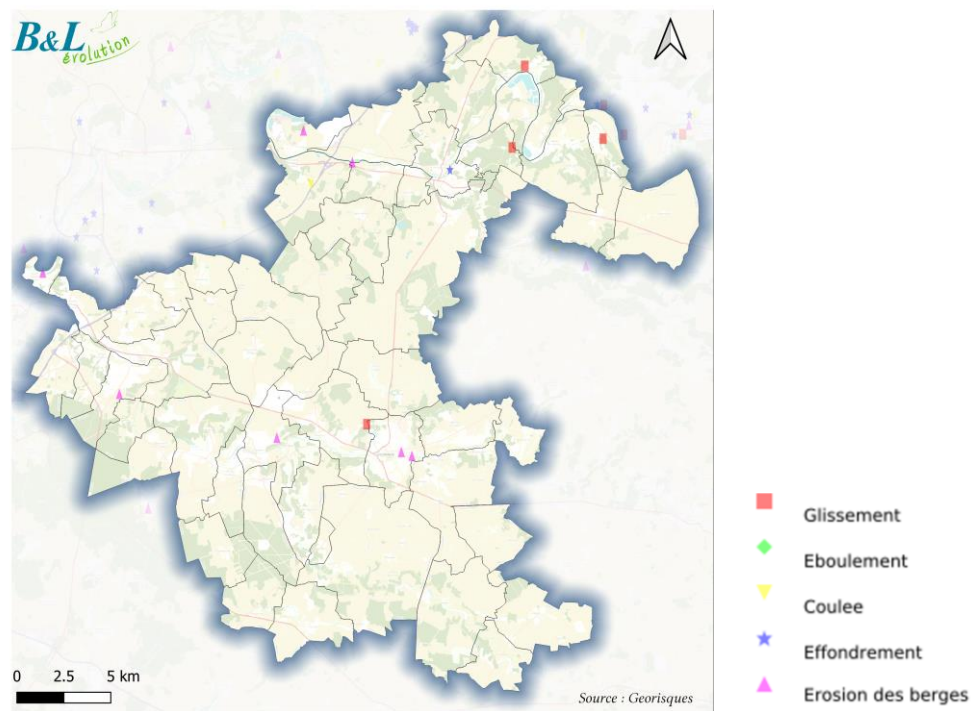 B&L
évolution
0 2.5 5 km
Source : Georisques
Glissement
Eboulement
Coulee
Effondrement
Erosion des berges